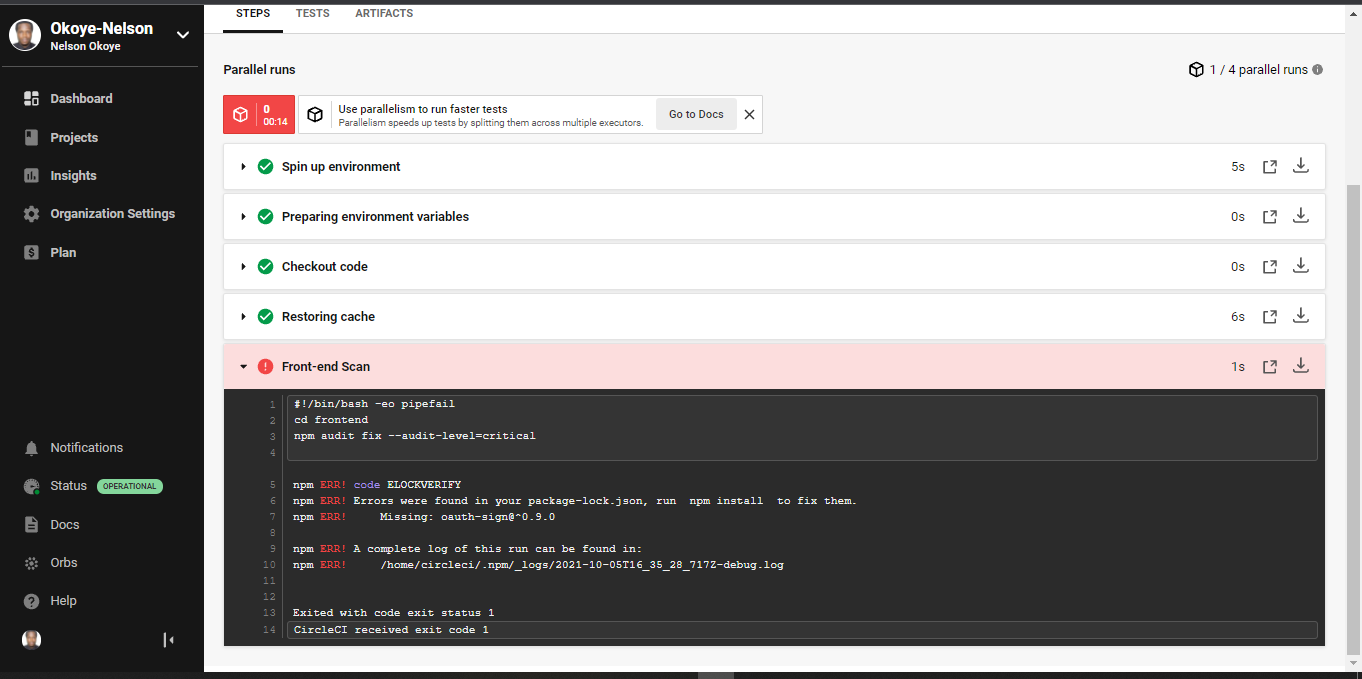 Okoye-Nelson
Nelson Okoye
Dashboard
Projects
Insights
Organization Settings
Plan
Notifications
Status OPERATIONAL
Docs
Orbs
Help
STEPS TESTS ARTIFACTS
Parallel runs
1 / 4 parallel runs
0
00:14
Use parallelism to run faster tests
Parallelism speeds up tests by splitting them across multiple executors.
Go to Docs
Spin up environment 5s
Preparing environment variables 0s
Checkout code 0s
Restoring cache 6s
Front-end Scan 1s
1 #!/bin/bash -eo pipefail
2 cd frontend
3 npm audit fix --audit-level=critical
4
5 npm ERR! code ELOCKVERIFY
6 npm ERR! Errors were found in your package-lock.json, run  npm install  to fix them.
7 npm ERR!     Missing: oauth-sign@^0.9.0
8
9 npm ERR! A complete log of this run can be found in:
10 npm ERR!     /home/circleci/.npm/_logs/2021-10-05T16_35_28_717Z-debug.log
11
12
13 Exited with code exit status 1
14 CircleCI received exit code 1